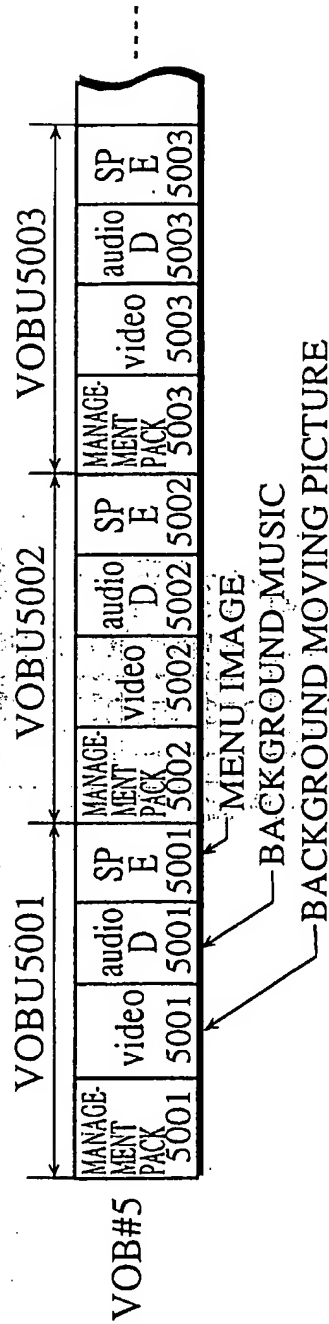 VOBU5001 VOBU5002 VOBU5003
VOB#5
MANAGE-
MENT
PACK
5001
video
5001
audio
D
5001
SP
E
5001
MANAGE-
MENT
PACK
5002
video
5002
audio
D
5002
SP
E
5002
MANAGE-
MENT
PACK
5003
video
5003
audio
D
5003
SP
E
5003
MENU IMAGE
BACKGROUND MUSIC
BACKGROUND MOVING PICTURE